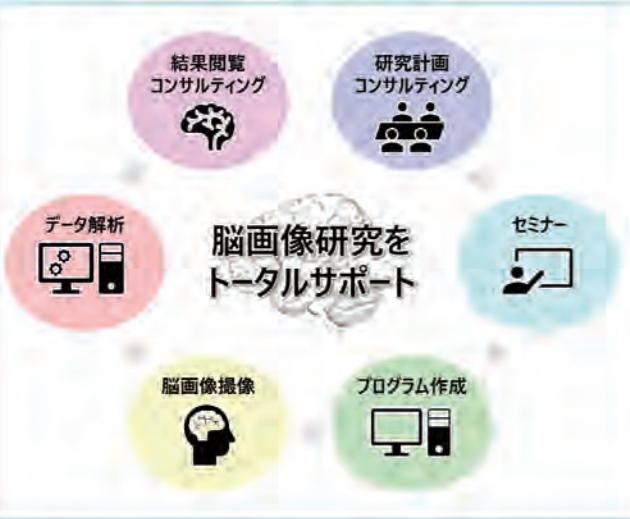 結果閲覧
コンサルティング
研究計画
コンサルティング
データ解析
脳画像研究を
トータルサポート
セミナー
脳画像撮像
プログラム作成